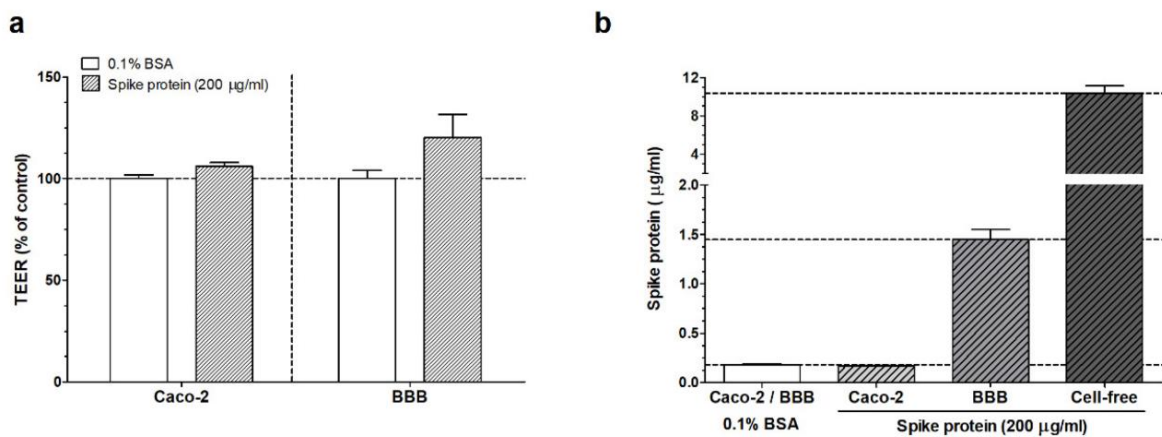 a
0.1% BSA
Spike protein (200 μg/ml)
TEER (% of control)
150
100
50
0
Caco-2
BBB
b
Spike protein ( μg/ml)
12
10
8
6
4
2.0
1.5
1.0
0.5
0.0
Caco-2 / BBB
Caco-2
BBB
Cell-free
0.1% BSA
Spike protein (200 μg/ml)